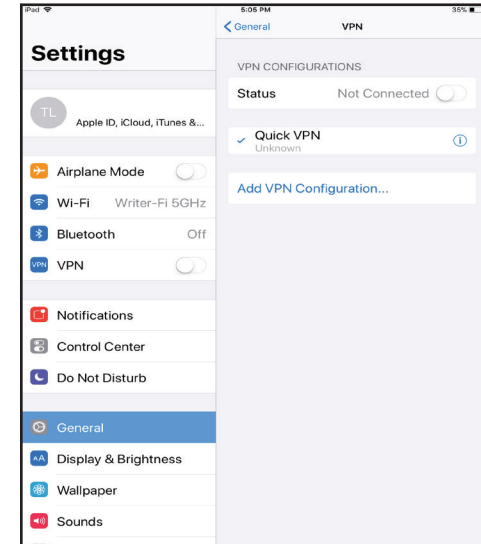 iPad
5:05 PM
35%
General
VPN
Settings
TL
Apple ID, iCloud, iTunes &...
Airplane Mode
Wi-Fi Writer-Fi 5GHz
Bluetooth Off
VPN VPN
Notifications
Control Center
Do Not Disturb
General
AA Display & Brightness
Wallpaper
Sounds
VPN CONFIGURATIONS
Status Not Connected
Quick VPN
Unknown
Add VPN Configuration...